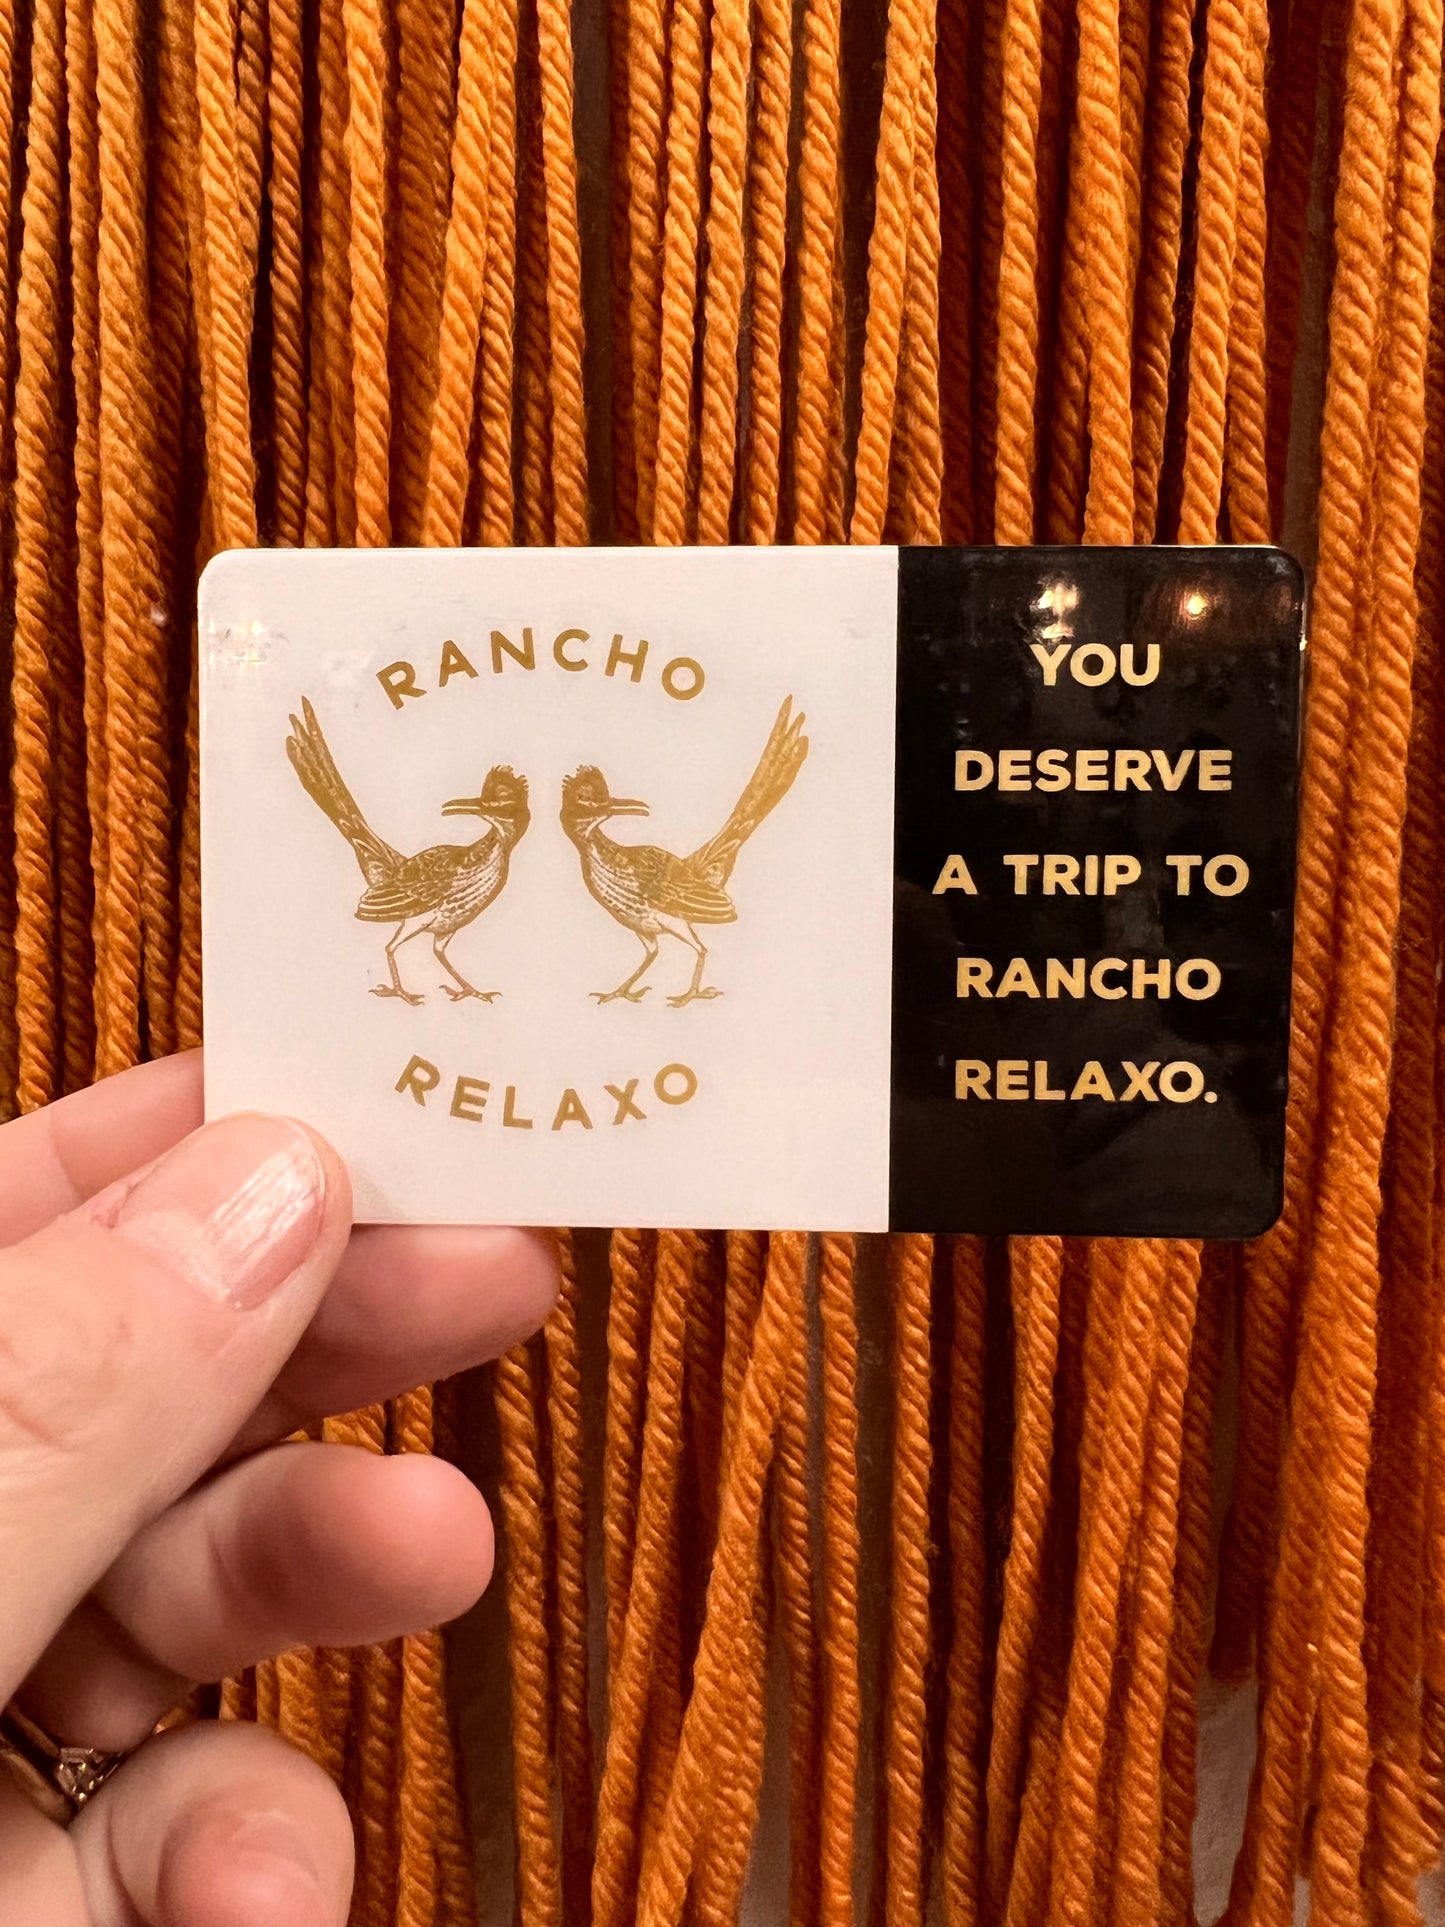 RANCHO
RELAXO
YOU
DESERVE
A TRIP TO
RANCHO
RELAXO.